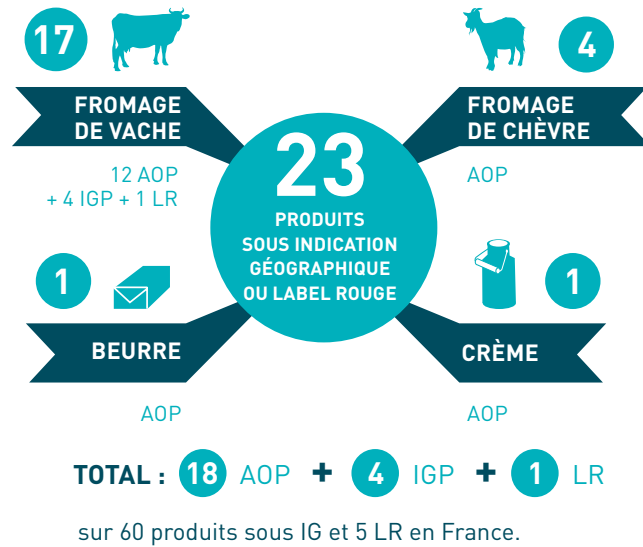 17
FROMAGE
DE VACHE
12 AOP
+ 4 IGP + 1 LR
4
FROMAGE
DE CHÈVRE
AOP
23
PRODUITS
SOUS INDICATION
GÉOGRAPHIQUE
OU LABEL ROUGE
1
BEURRE
AOP
1
CRÈME
AOP
TOTAL : 18 AOP + 4 IGP + 1 LR
sur 60 produits sous IG et 5 LR en France.